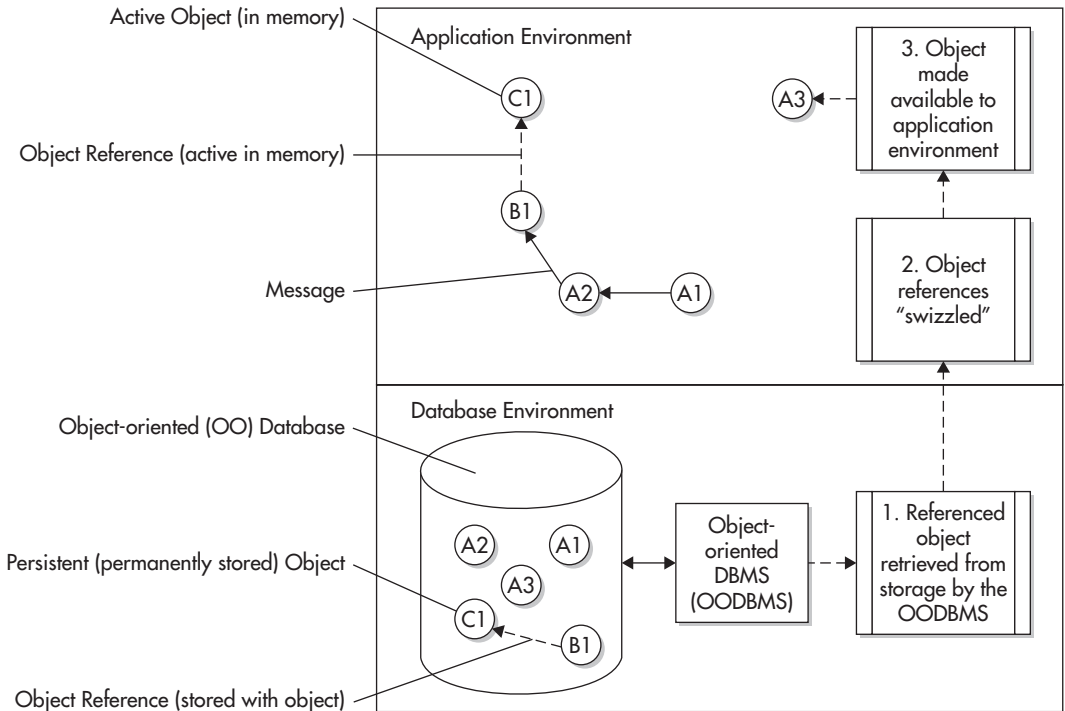 Active Object (in memory)
Application Environment
C1
A3
3. Object
made
available to
application
environment
Object Reference (active in memory)
B1
2. Object
references
“swizzled”
Message
A2
A1
Database Environment
Object-oriented (OO) Database
A2
A1
A3
C1
B1
Object-
oriented
DBMS
(OODBMS)
1. Referenced
object
retrieved from
storage by the
OODBMS
Persistent (permanently stored) Object
Object Reference (stored with object)